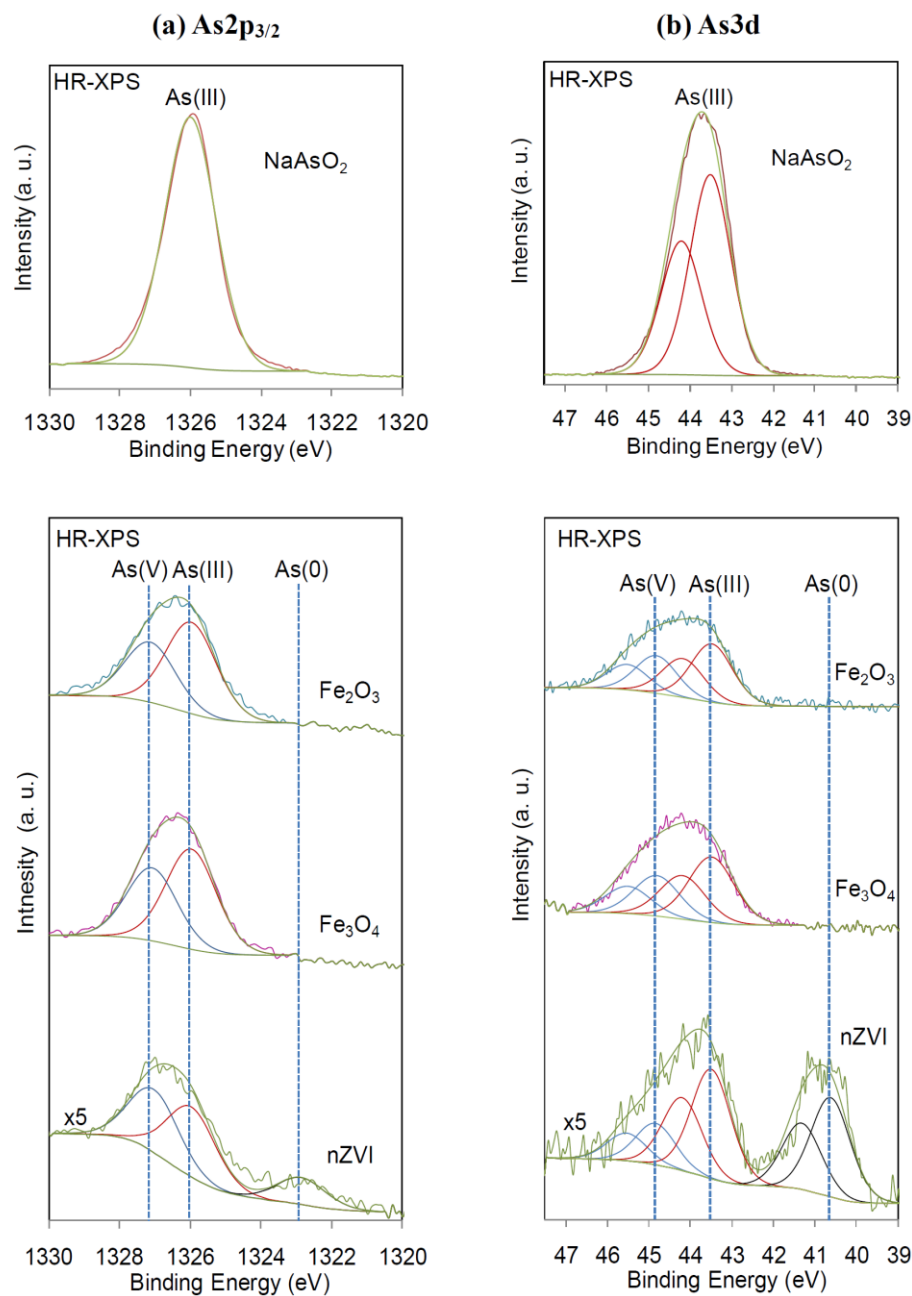 (a) As2p3/2
(b) As3d
HR-XPS
As(III)
NaAsO2
Intensity (a. u.)
1330 1328 1326 1324 1322 1320
Binding Energy (eV)
HR-XPS
As(III)
NaAsO2
Intensity (a. u.)
47 46 45 44 43 42 41 40 39
Binding Energy (eV)
HR-XPS
As(V) As(III) As(0)
Fe2O3
Fe3O4
x5
nZVI
Intnesity (a. u.)
1330 1328 1326 1324 1322 1320
Binding Energy (eV)
HR-XPS
As(V) As(III) As(0)
Fe2O3
Fe3O4
nZVI
x5
Intensity (a. u.)
47 46 45 44 43 42 41 40 39
Binding Energy (eV)